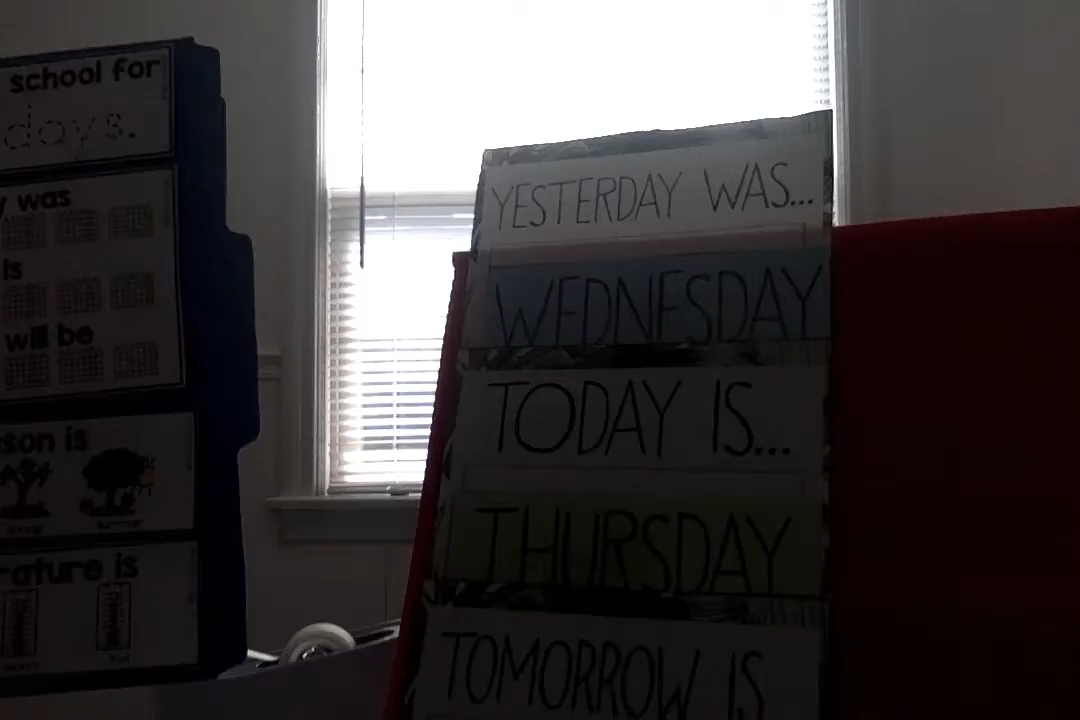 school for
days.
y was
is
will be
son is
summer
rature is
YESTERDAY WAS...
WEDNESDAY
TODAY IS...
THURSDAY
TOMORROW IS